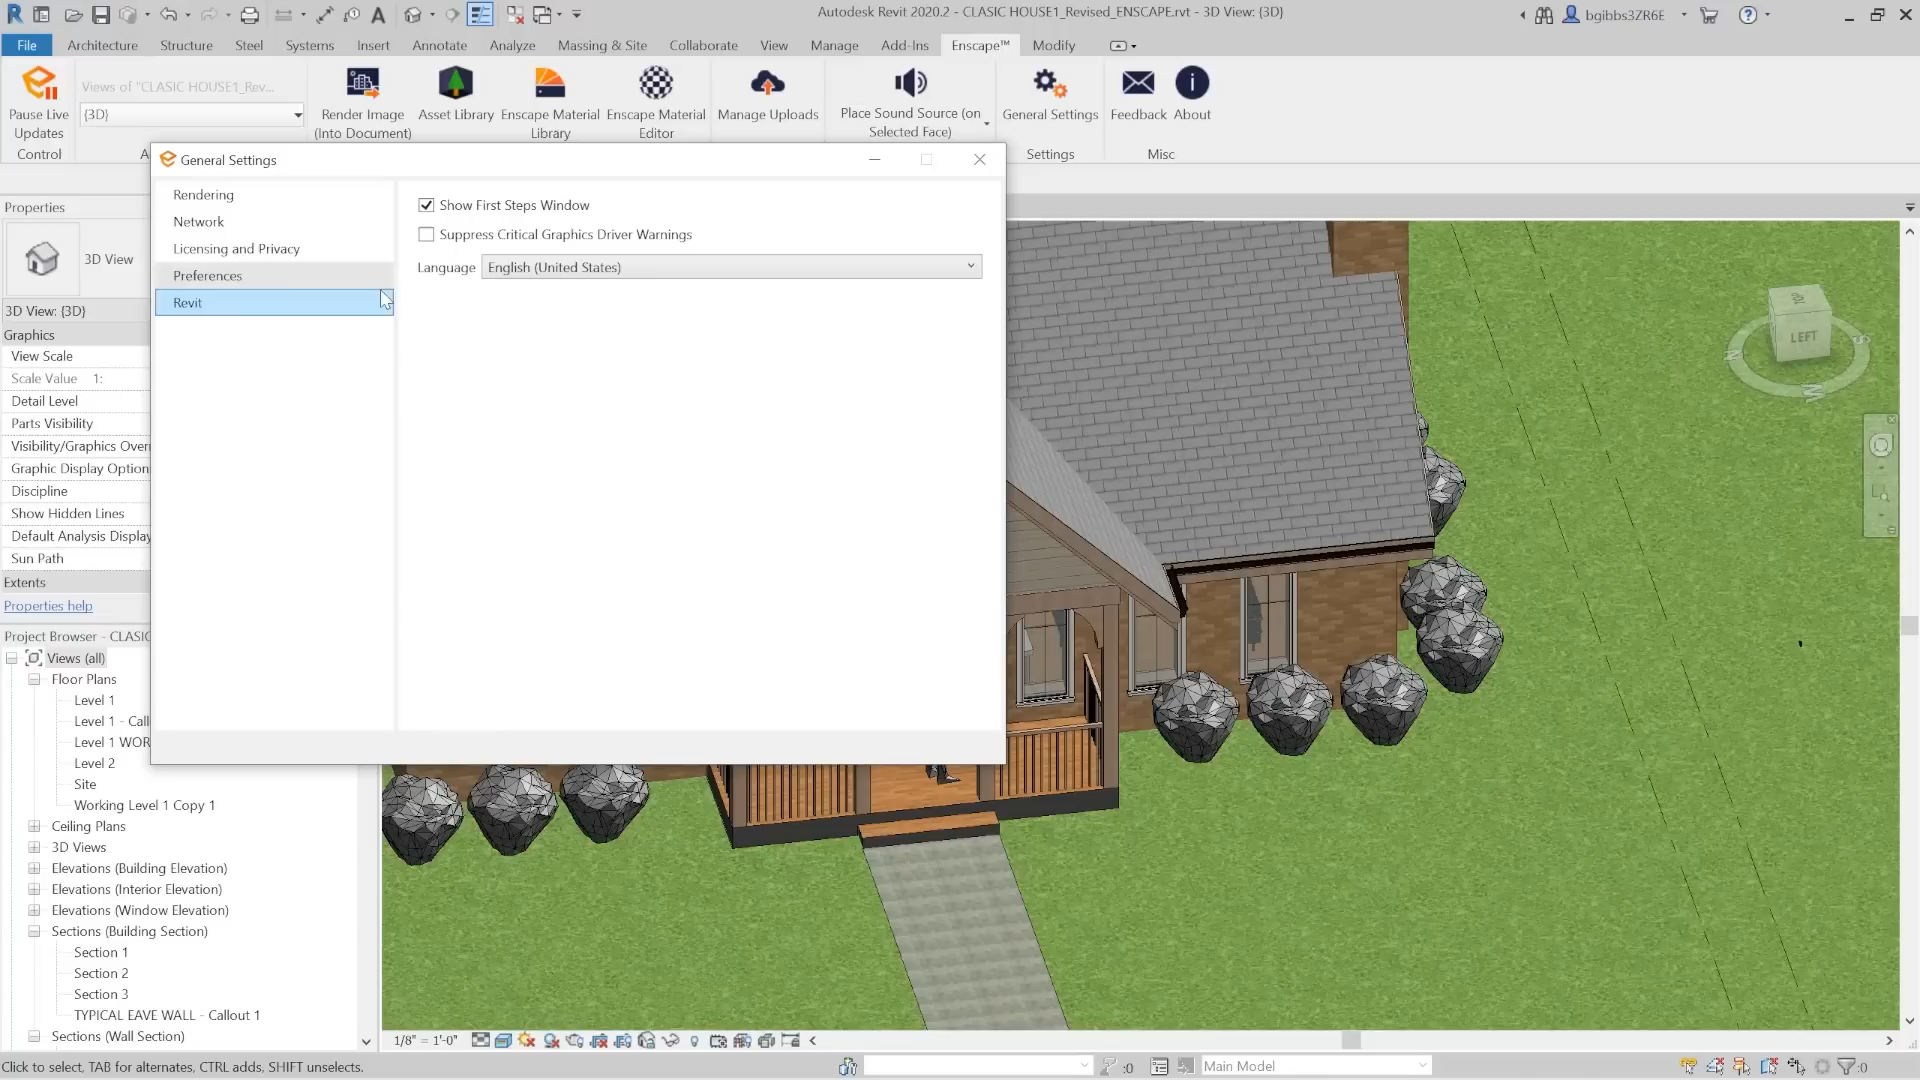 Autodesk Revit 2020.2 - CLASIC HOUSE1_Revised_ENSCAPE.rvt - 3D View: {3D}
bgibbs3ZR6E
File Architecture Structure Steel Systems Insert Annotate Analyze Massing & Site Collaborate View Manage Add-Ins Enscape™ Modify
Views of "CLASIC HOUSE1_Rev...
{3D}
Pause Live
Updates
Control
Render Image
(Into Document)
Asset Library
Enscape Material
Library
Enscape Material
Editor
Manage Uploads
Place Sound Source (on
Selected Face)
General Settings
Settings
Feedback About
Misc
General Settings
Rendering
Network
Licensing and Privacy
Preferences
Revit
Show First Steps Window
Suppress Critical Graphics Driver Warnings
Language English (United States)
Properties
3D View
3D View: {3D}
Graphics
View Scale
Scale Value 1:
Detail Level
Parts Visibility
Visibility/Graphics Over
Graphic Display Option
Discipline
Show Hidden Lines
Default Analysis Display
Sun Path
Extents
Properties help
Project Browser - CLASIC
Views (all)
Floor Plans
Level 1
Level 1 - Call
Level 1 WOR
Level 2
Site
Working Level 1 Copy 1
Ceiling Plans
3D Views
Elevations (Building Elevation)
Elevations (Interior Elevation)
Elevations (Window Elevation)
Sections (Building Section)
Section 1
Section 2
Section 3
TYPICAL EAVE WALL - Callout 1
Sections (Wall Section)
LEFT
1/8" = 1'-0"
Click to select, TAB for alternates, CTRL adds, SHIFT unselects.
:0
Main Model
:0